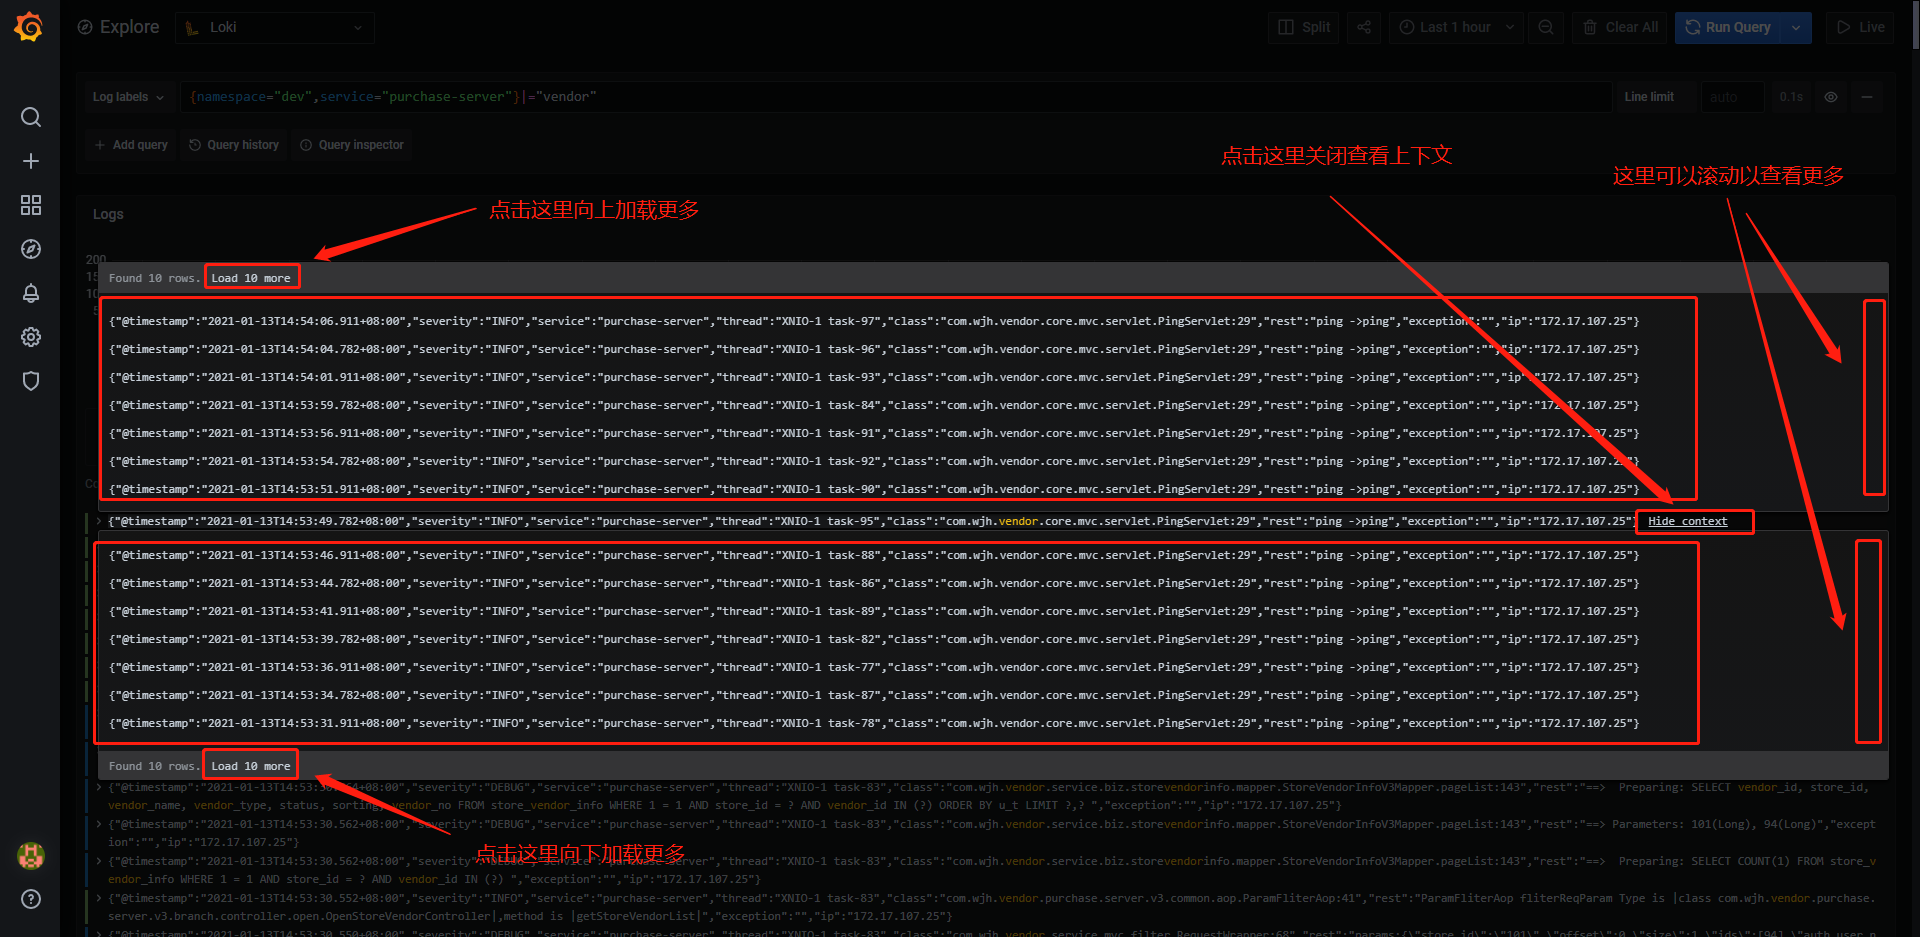 Explore
Loki
Split
Last 1 hour
Clear All
Run Query
Live
Log labels
{namespace="dev",service="purchase-server"}|="vendor"
Line limit
auto
0.1s
Add query
Query history
Query inspector
点击这里关闭查看上下文
这里可以滚动以查看更多
点击这里向上加载更多
Logs
200
Found 10 rows. Load 10 more
{"@timestamp":"2021-01-13T14:54:06.911+08:00","severity":"INFO","service":"purchase-server","thread":"XNIO-1 task-97","class":"com.wjh.vendor.core.mvc.servlet.PingServlet:29","rest":"ping ->ping","exception":"","ip":"172.17.107.25"}
{"@timestamp":"2021-01-13T14:54:04.782+08:00","severity":"INFO","service":"purchase-server","thread":"XNIO-1 task-96","class":"com.wjh.vendor.core.mvc.servlet.PingServlet:29","rest":"ping ->ping","exception":"","ip":"172.17.107.25"}
{"@timestamp":"2021-01-13T14:54:01.911+08:00","severity":"INFO","service":"purchase-server","thread":"XNIO-1 task-93","class":"com.wjh.vendor.core.mvc.servlet.PingServlet:29","rest":"ping ->ping","exception":"","ip":"172.17.107.25"}
{"@timestamp":"2021-01-13T14:53:59.782+08:00","severity":"INFO","service":"purchase-server","thread":"XNIO-1 task-84","class":"com.wjh.vendor.core.mvc.servlet.PingServlet:29","rest":"ping ->ping","exception":"","ip":"172.17.107.25"}
{"@timestamp":"2021-01-13T14:53:56.911+08:00","severity":"INFO","service":"purchase-server","thread":"XNIO-1 task-91","class":"com.wjh.vendor.core.mvc.servlet.PingServlet:29","rest":"ping ->ping","exception":"","ip":"172.17.107.25"}
{"@timestamp":"2021-01-13T14:53:54.782+08:00","severity":"INFO","service":"purchase-server","thread":"XNIO-1 task-92","class":"com.wjh.vendor.core.mvc.servlet.PingServlet:29","rest":"ping ->ping","exception":"","ip":"172.17.107.25"}
{"@timestamp":"2021-01-13T14:53:51.911+08:00","severity":"INFO","service":"purchase-server","thread":"XNIO-1 task-90","class":"com.wjh.vendor.core.mvc.servlet.PingServlet:29","rest":"ping ->ping","exception":"","ip":"172.17.107.25"}
{"@timestamp":"2021-01-13T14:53:49.782+08:00","severity":"INFO","service":"purchase-server","thread":"XNIO-1 task-95","class":"com.wjh.vendor.core.mvc.servlet.PingServlet:29","rest":"ping ->ping","exception":"","ip":"172.17.107.25"} Hide context
{"@timestamp":"2021-01-13T14:53:46.911+08:00","severity":"INFO","service":"purchase-server","thread":"XNIO-1 task-88","class":"com.wjh.vendor.core.mvc.servlet.PingServlet:29","rest":"ping ->ping","exception":"","ip":"172.17.107.25"}
{"@timestamp":"2021-01-13T14:53:44.782+08:00","severity":"INFO","service":"purchase-server","thread":"XNIO-1 task-86","class":"com.wjh.vendor.core.mvc.servlet.PingServlet:29","rest":"ping ->ping","exception":"","ip":"172.17.107.25"}
{"@timestamp":"2021-01-13T14:53:41.911+08:00","severity":"INFO","service":"purchase-server","thread":"XNIO-1 task-89","class":"com.wjh.vendor.core.mvc.servlet.PingServlet:29","rest":"ping ->ping","exception":"","ip":"172.17.107.25"}
{"@timestamp":"2021-01-13T14:53:39.782+08:00","severity":"INFO","service":"purchase-server","thread":"XNIO-1 task-82","class":"com.wjh.vendor.core.mvc.servlet.PingServlet:29","rest":"ping ->ping","exception":"","ip":"172.17.107.25"}
{"@timestamp":"2021-01-13T14:53:36.911+08:00","severity":"INFO","service":"purchase-server","thread":"XNIO-1 task-77","class":"com.wjh.vendor.core.mvc.servlet.PingServlet:29","rest":"ping ->ping","exception":"","ip":"172.17.107.25"}
{"@timestamp":"2021-01-13T14:53:34.782+08:00","severity":"INFO","service":"purchase-server","thread":"XNIO-1 task-87","class":"com.wjh.vendor.core.mvc.servlet.PingServlet:29","rest":"ping ->ping","exception":"","ip":"172.17.107.25"}
{"@timestamp":"2021-01-13T14:53:31.911+08:00","severity":"INFO","service":"purchase-server","thread":"XNIO-1 task-78","class":"com.wjh.vendor.core.mvc.servlet.PingServlet:29","rest":"ping ->ping","exception":"","ip":"172.17.107.25"}
Found 10 rows. Load 10 more
{"@timestamp":"2021-01-13T14:53: +08:00","severity":"DEBUG","service":"purchase-server","thread":"XNIO-1 task-83","class":"com.wjh.vendor.service.biz.storevendorinfo.mapper.StoreVendorInfoV3Mapper.pageList:143","rest":"==>  Preparing: SELECT vendor_id, store_id,
vendor_name, vendor_type, status, sorting, vendor_no FROM store_vendor_info WHERE 1 = 1 AND store_id = ? AND vendor_id IN (?) ORDER BY u_t LIMIT ?,? ","exception":"","ip":"172.17.107.25"}
{"@timestamp":"2021-01-13T14:53:30.562+08:00","severity":"DEBUG","service":"purchase-server","thread":"XNIO-1 task-83","class":"com.wjh.vendor.service.biz.storevendorinfo.mapper.StoreVendorInfoV3Mapper.pageList:143","rest":"==> Parameters: 101(Long), 94(Long)","except
ion":"","ip":"172.17.107.25"}
点击这里向下加载更多
{"@timestamp":"2021-01-13T14:53:30.562+08:00","severity":"DEBUG","service":"purchase-server","thread":"XNIO-1 task-83","class":"com.wjh.vendor.service.biz.storevendorinfo.mapper.StoreVendorInfoV3Mapper.pageList:143","rest":"==>  Preparing: SELECT COUNT(1) FROM store_v
endor_info WHERE 1 = 1 AND store_id = ? AND vendor_id IN (?) ","exception":"","ip":"172.17.107.25"}
{"@timestamp":"2021-01-13T14:53:30.552+08:00","severity":"INFO","service":"purchase-server","thread":"XNIO-1 task-83","class":"com.wjh.vendor.purchase.server.v3.common.aop.ParamFliterAop:41","rest":"ParamFliterAop fliterReqParam Type is |class com.wjh.vendor.purchase.
server.v3.branch.controller.open.OpenStoreVendorController|,method is |getStoreVendorList|","exception":"","ip":"172.17.107.25"}